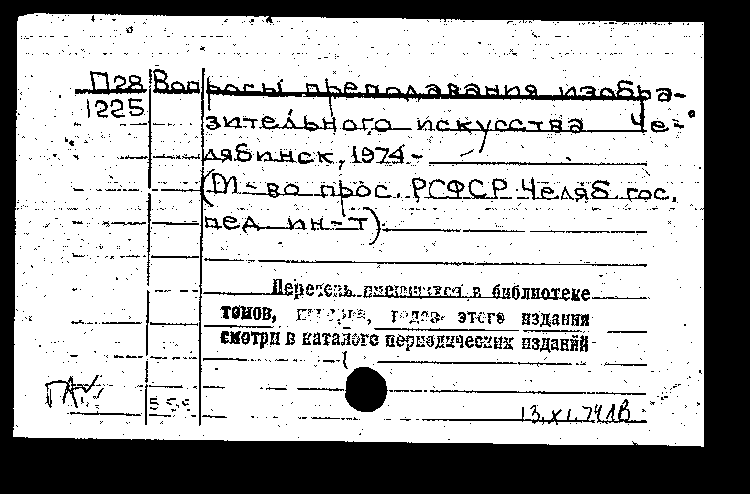 П28 Вопросы преподавания изобра-
1225 зительного искусства Че-
лябинск, 1974.-
(М-во прос. РСФСР. Челяб. гос.
пед. ин-т).
Перечень имеющихся в библиотеке
томов, годов этого издания
смотри в каталоге периодических изданий
13.XI.74